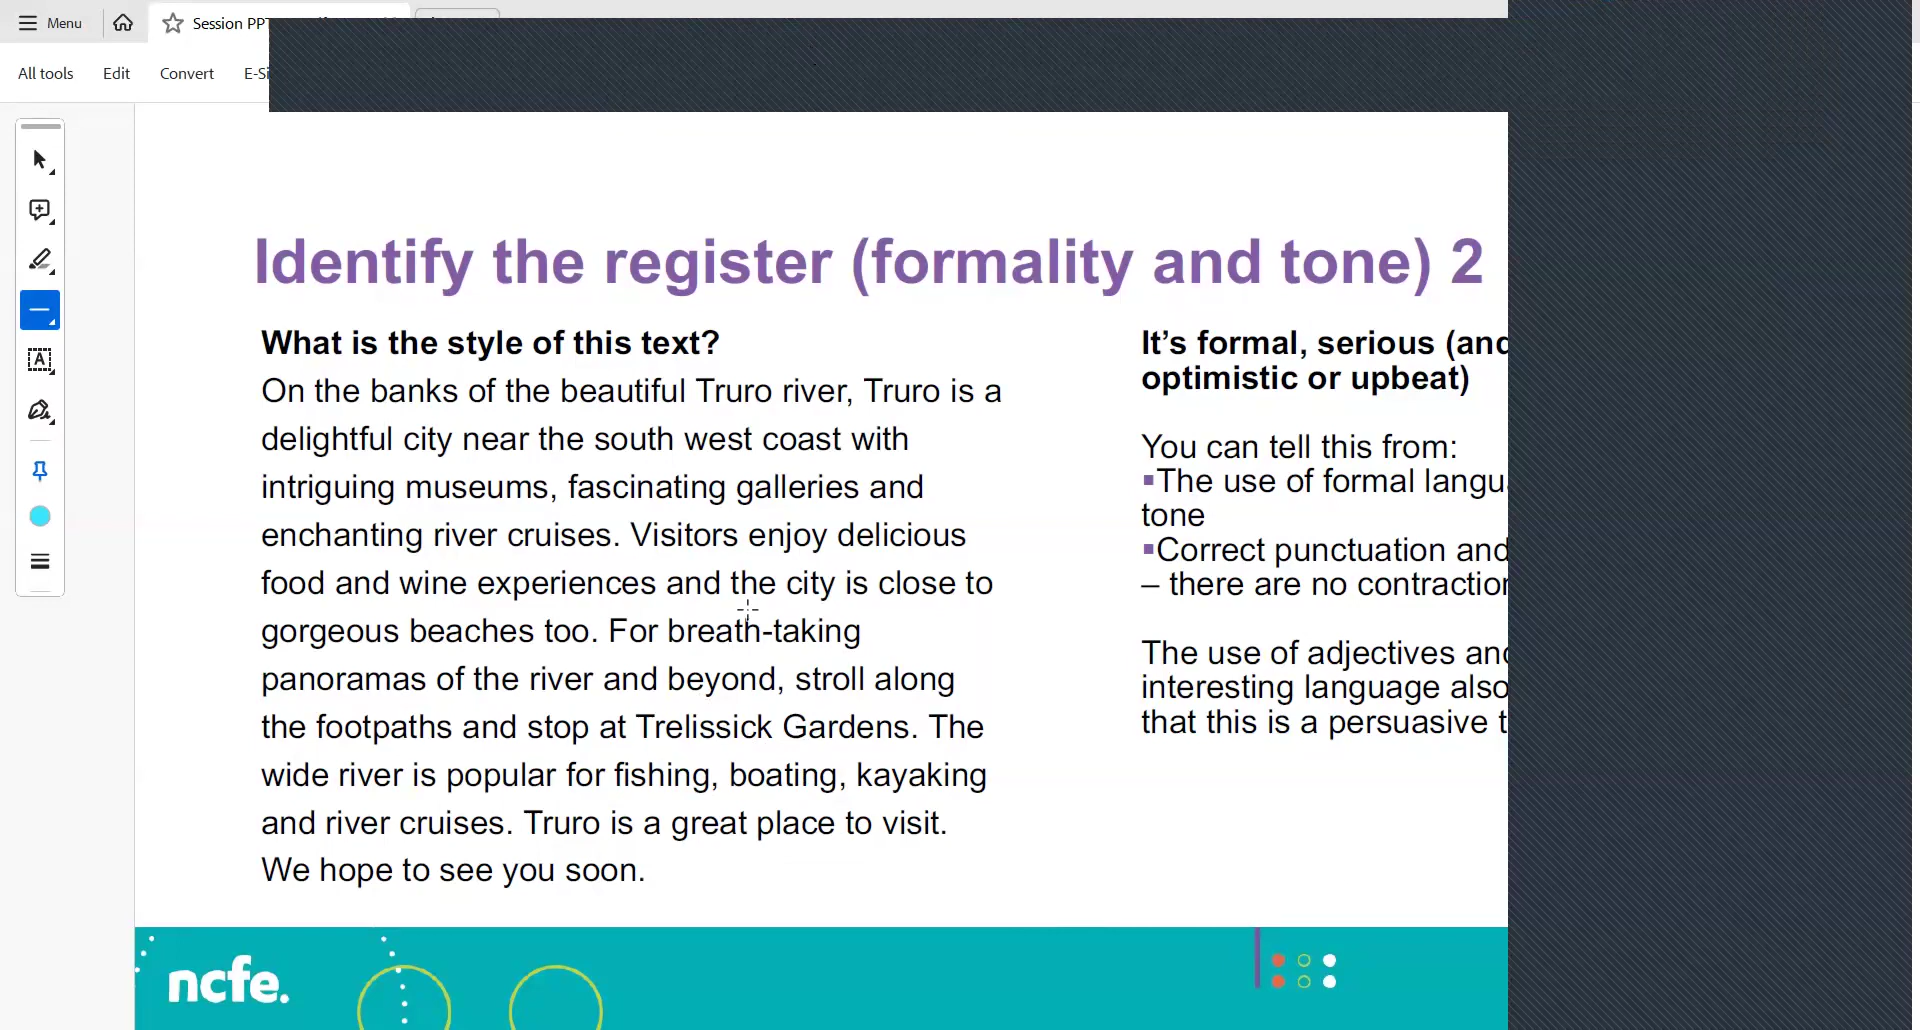 Menu
Session PPT
All tools
Edit
Convert
E-Si
Identify the register (formality and tone) 2
What is the style of this text?
On the banks of the beautiful Truro river, Truro is a
delightful city near the south west coast with
intriguing museums, fascinating galleries and
enchanting river cruises. Visitors enjoy delicious
food and wine experiences and the city is close to
gorgeous beaches too. For breath-taking
panoramas of the river and beyond, stroll along
the footpaths and stop at Trelissick Gardens. The
wide river is popular for fishing, boating, kayaking
and river cruises. Truro is a great place to visit.
We hope to see you soon.
It's formal, serious (and
optimistic or upbeat)
You can tell this from:
▪The use of formal langu
tone
▪Correct punctuation and
– there are no contraction
The use of adjectives and
interesting language also
that this is a persuasive t
ncfe.